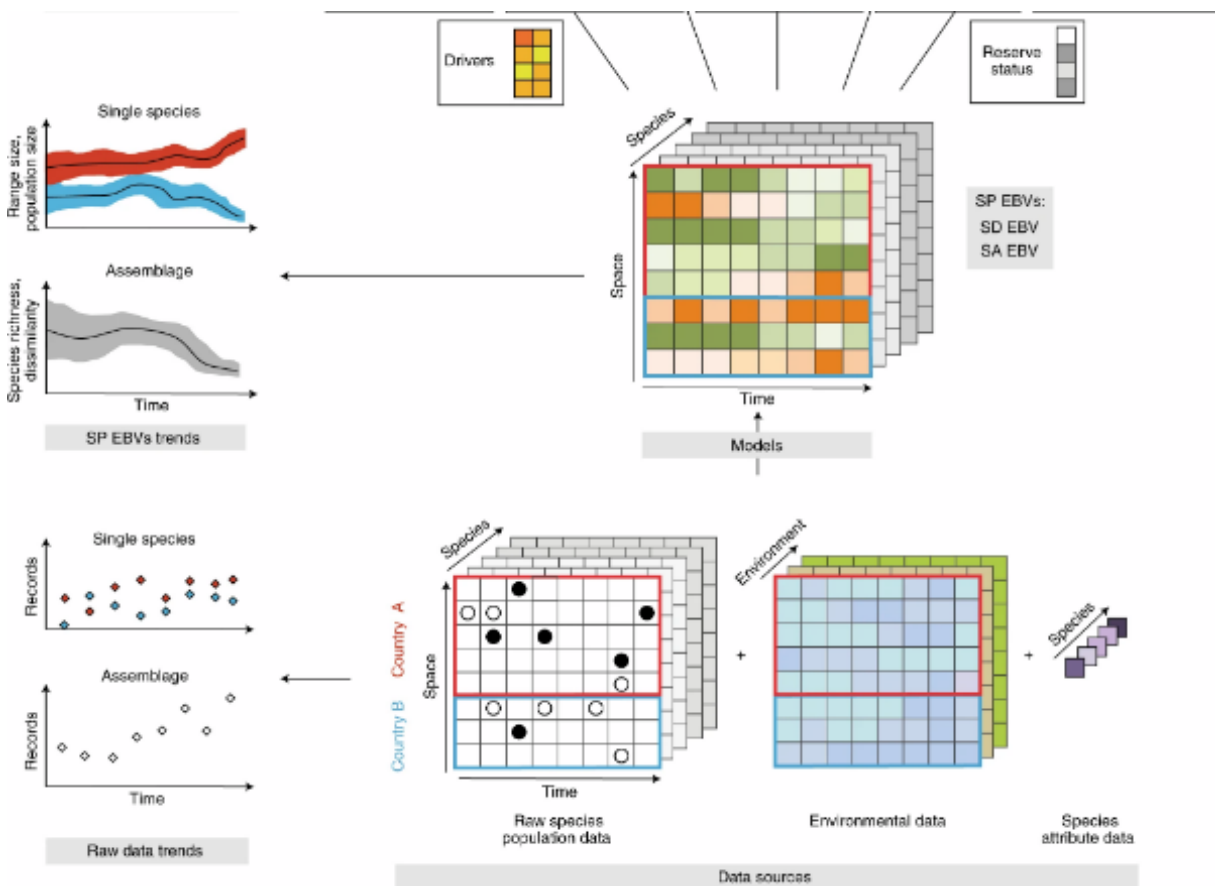 Drivers
Reserve
status
Single species
Range size,
population size
Species
Space
Time
SP EBVs:
SD EBV
SA EBV
Assemblage
Species richness,
dissimilarity
Time
SP EBVs trends
Models
Single species
Records
Assemblage
Records
Time
Raw data trends
Country A
Country B
Species
Space
Time
Raw species
population data
+
Environment
Environmental data
+
Species
Species
attribute data
Data sources